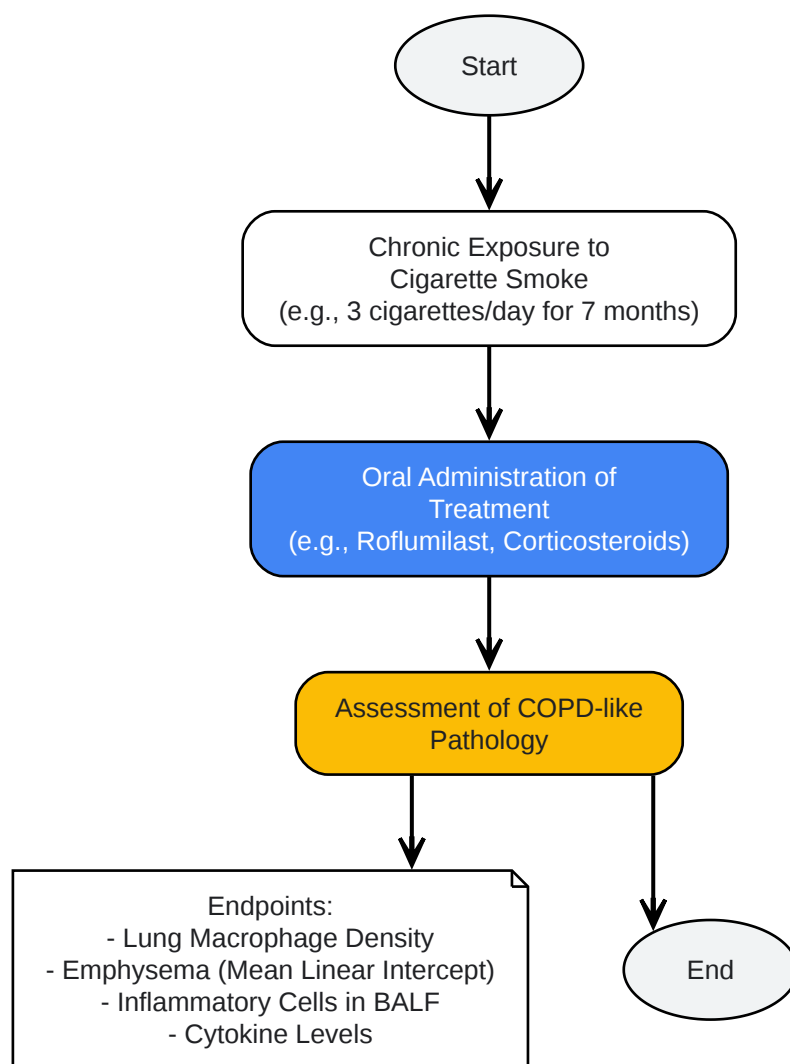 Start
Chronic Exposure to
Cigarette Smoke
(e.g., 3 cigarettes/day for 7 months)
Oral Administration of
Treatment
(e.g., Roflumilast, Corticosteroids)
Assessment of COPD-like
Pathology
Endpoints:
- Lung Macrophage Density
- Emphysema (Mean Linear Intercept)
- Inflammatory Cells in BALF
- Cytokine Levels
End